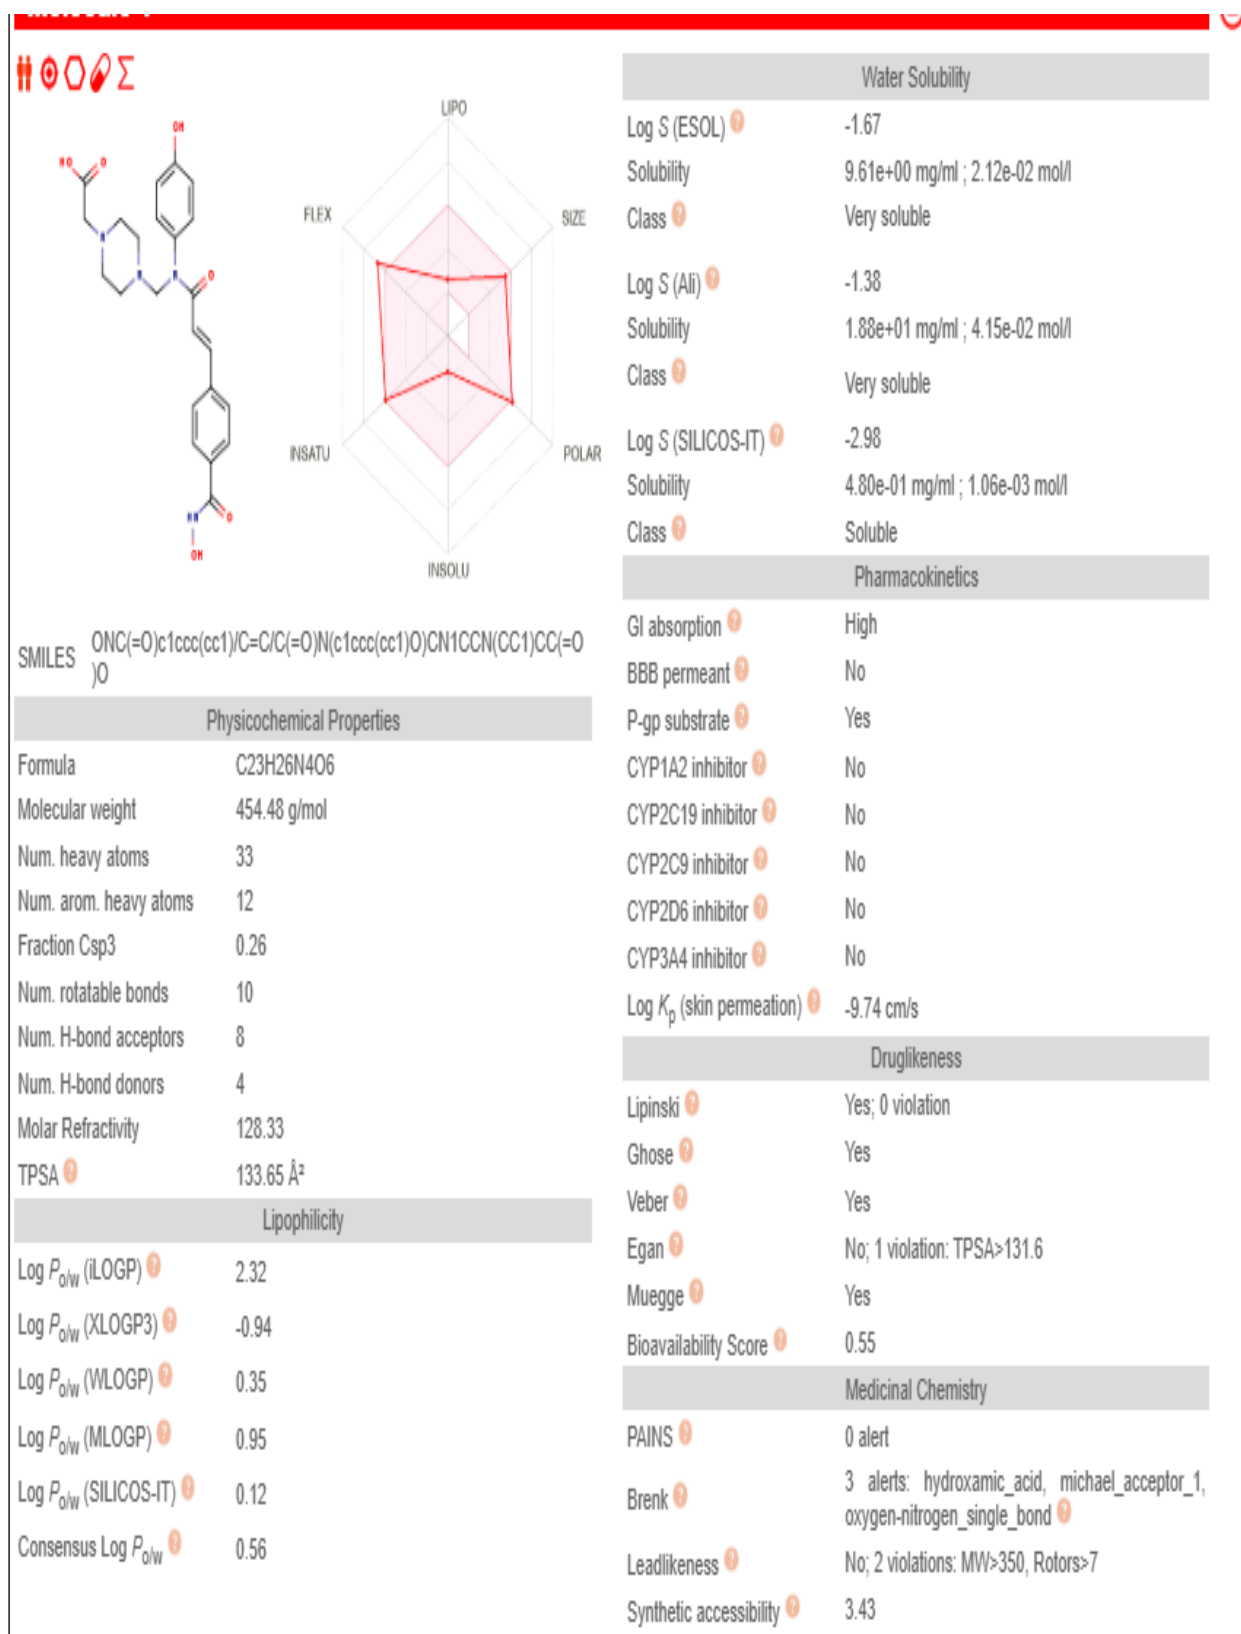 HO
O
OH
N
N
N
O
HN
O
OH
LIPO
FLEX
SIZE
INSATU
POLAR
INSOLU
SMILES ONC(=O)c1ccc(cc1)/C=C/C(=O)N(c1ccc(cc1)O)CN1CCN(CC1)CC(=O
)O
Physicochemical Properties
Formula C23H26N4O6
Molecular weight 454.48 g/mol
Num. heavy atoms 33
Num. arom. heavy atoms 12
Fraction Csp3 0.26
Num. rotatable bonds 10
Num. H-bond acceptors 8
Num. H-bond donors 4
Molar Refractivity 128.33
TPSA ? 133.65 Å²
Lipophilicity
Log Po/w (iLOGP) ? 2.32
Log Po/w (XLOGP3) ? -0.94
Log Po/w (WLOGP) ? 0.35
Log Po/w (MLOGP) ? 0.95
Log Po/w (SILICOS-IT) ? 0.12
Consensus Log Po/w ? 0.56
Water Solubility
Log S (ESOL) ? -1.67
Solubility 9.61e+00 mg/ml ; 2.12e-02 mol/l
Class ? Very soluble
Log S (Ali) ? -1.38
Solubility 1.88e+01 mg/ml ; 4.15e-02 mol/l
Class ? Very soluble
Log S (SILICOS-IT) ? -2.98
Solubility 4.80e-01 mg/ml ; 1.06e-03 mol/l
Class ? Soluble
Pharmacokinetics
GI absorption ? High
BBB permeant ? No
P-gp substrate ? Yes
CYP1A2 inhibitor ? No
CYP2C19 inhibitor ? No
CYP2C9 inhibitor ? No
CYP2D6 inhibitor ? No
CYP3A4 inhibitor ? No
Log Kp (skin permeation) ? -9.74 cm/s
Druglikeness
Lipinski ? Yes; 0 violation
Ghose ? Yes
Veber ? Yes
Egan ? No; 1 violation: TPSA>131.6
Muegge ? Yes
Bioavailability Score ? 0.55
Medicinal Chemistry
PAINS ? 0 alert
Brenk ? 3 alerts: hydroxamic_acid, michael_acceptor_1,
oxygen-nitrogen_single_bond ?
Leadlikeness ? No; 2 violations: MW>350, Rotors>7
Synthetic accessibility ? 3.43